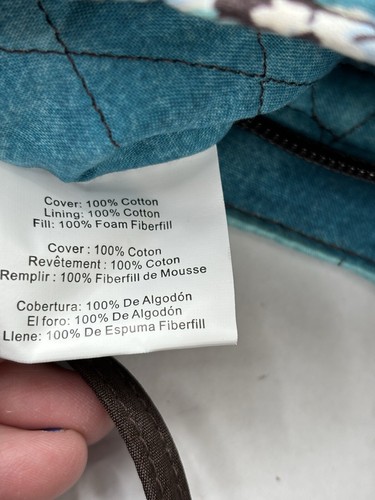 Cover: 100% Cotton
Lining: 100% Cotton
Fill: 100% Foam Fiberfill
Cover : 100% Coton
Revêtement : 100% Coton
Remplir : 100% Fiberfill de Mousse
Cobertura: 100% De Algodón
El foro: 100% De Algodón
Llene: 100% De Espuma Fiberfill